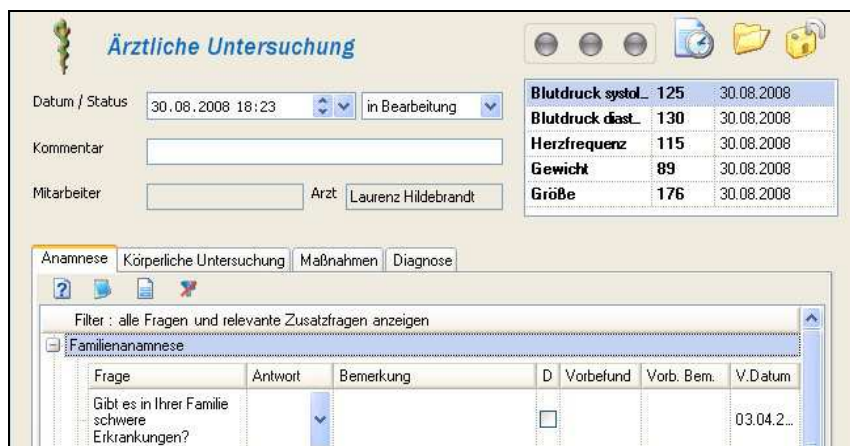 Ärztliche Untersuchung
Datum / Status
30.08.2008 18:23
in Bearbeitung
Kommentar
Mitarbeiter
Arzt
Laurenz Hildebrandt
Blutdruck systol... 125 30.08.2008
Blutdruck diast... 130 30.08.2008
Herzfrequenz 115 30.08.2008
Gewicht 89 30.08.2008
Größe 176 30.08.2008
Anamnese Körperliche Untersuchung Maßnahmen Diagnose
Filter : alle Fragen und relevante Zusatzfragen anzeigen
Familienanamnese
Frage Antwort Bemerkung D Vorbefund Vorb. Bem. V.Datum
Gibt es in Ihrer Familie
schwere
Erkrankungen?
03.04.2...